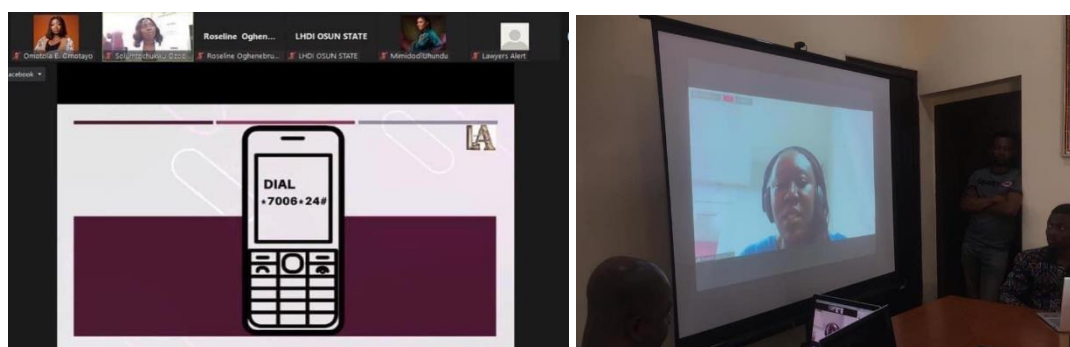 Roseline Oghen...
LHDI OSUN STATE
Omotola E. Omotayo
Roseline Oghenebru...
LHDI OSUN STATE
Mimidoo Uhundu
Lawyers Alert
acebook
LA
DIAL
*7006*24#